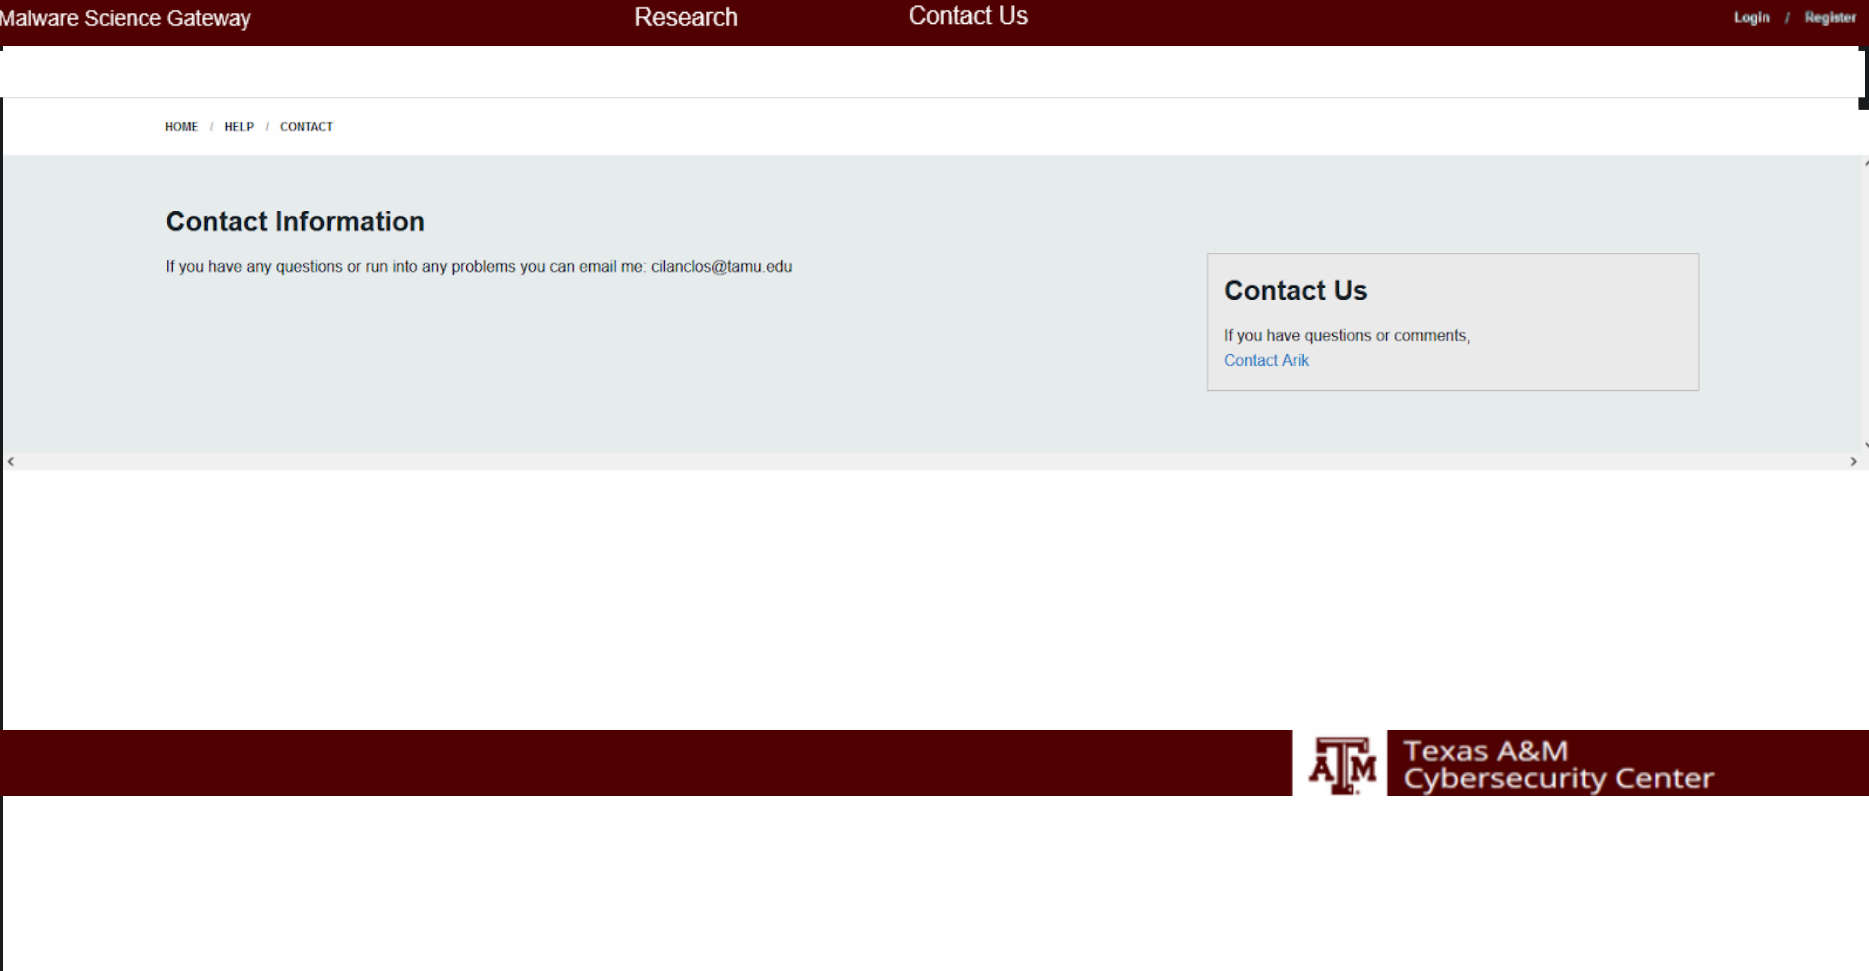 Malware Science Gateway
Research
Contact Us
Login / Register
HOME / HELP / CONTACT
Contact Information
If you have any questions or run into any problems you can email me: cilanclos@tamu.edu
Contact Us
If you have questions or comments,
Contact Arik
ATM
Texas A&M
Cybersecurity Center